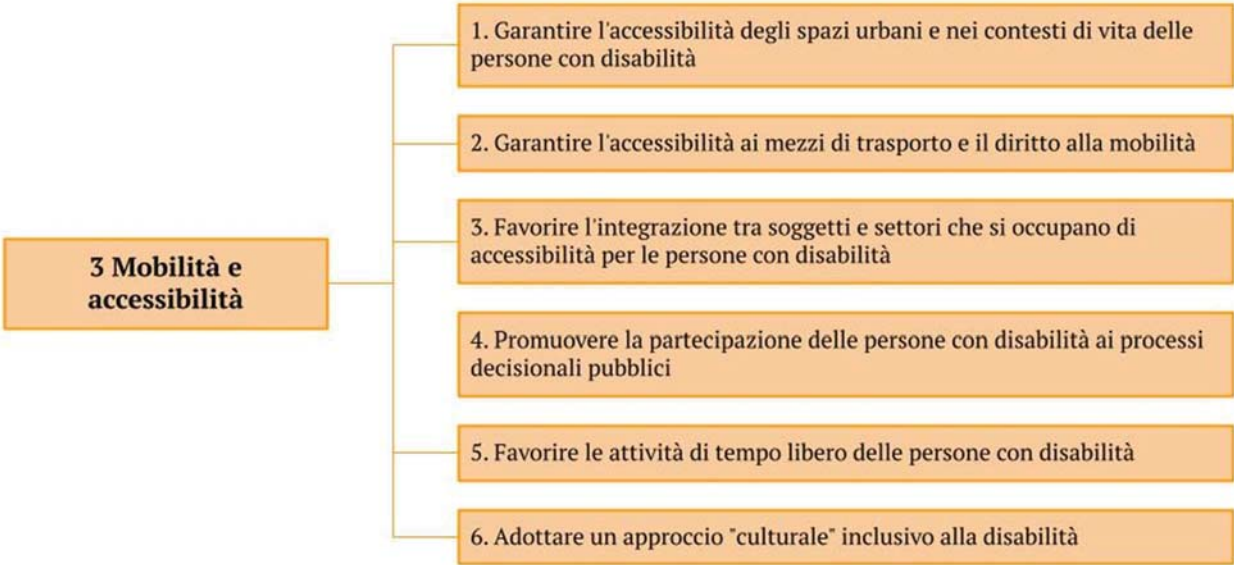 1. Garantire l'accessibilità degli spazi urbani e nei contesti di vita delle
persone con disabilità
2. Garantire l'accessibilità ai mezzi di trasporto e il diritto alla mobilità
3. Favorire l'integrazione tra soggetti e settori che si occupano di
accessibilità per le persone con disabilità
3 Mobilità e
accessibilità
4. Promuovere la partecipazione delle persone con disabilità ai processi
decisionali pubblici
5. Favorire le attività di tempo libero delle persone con disabilità
6. Adottare un approccio "culturale" inclusivo alla disabilità